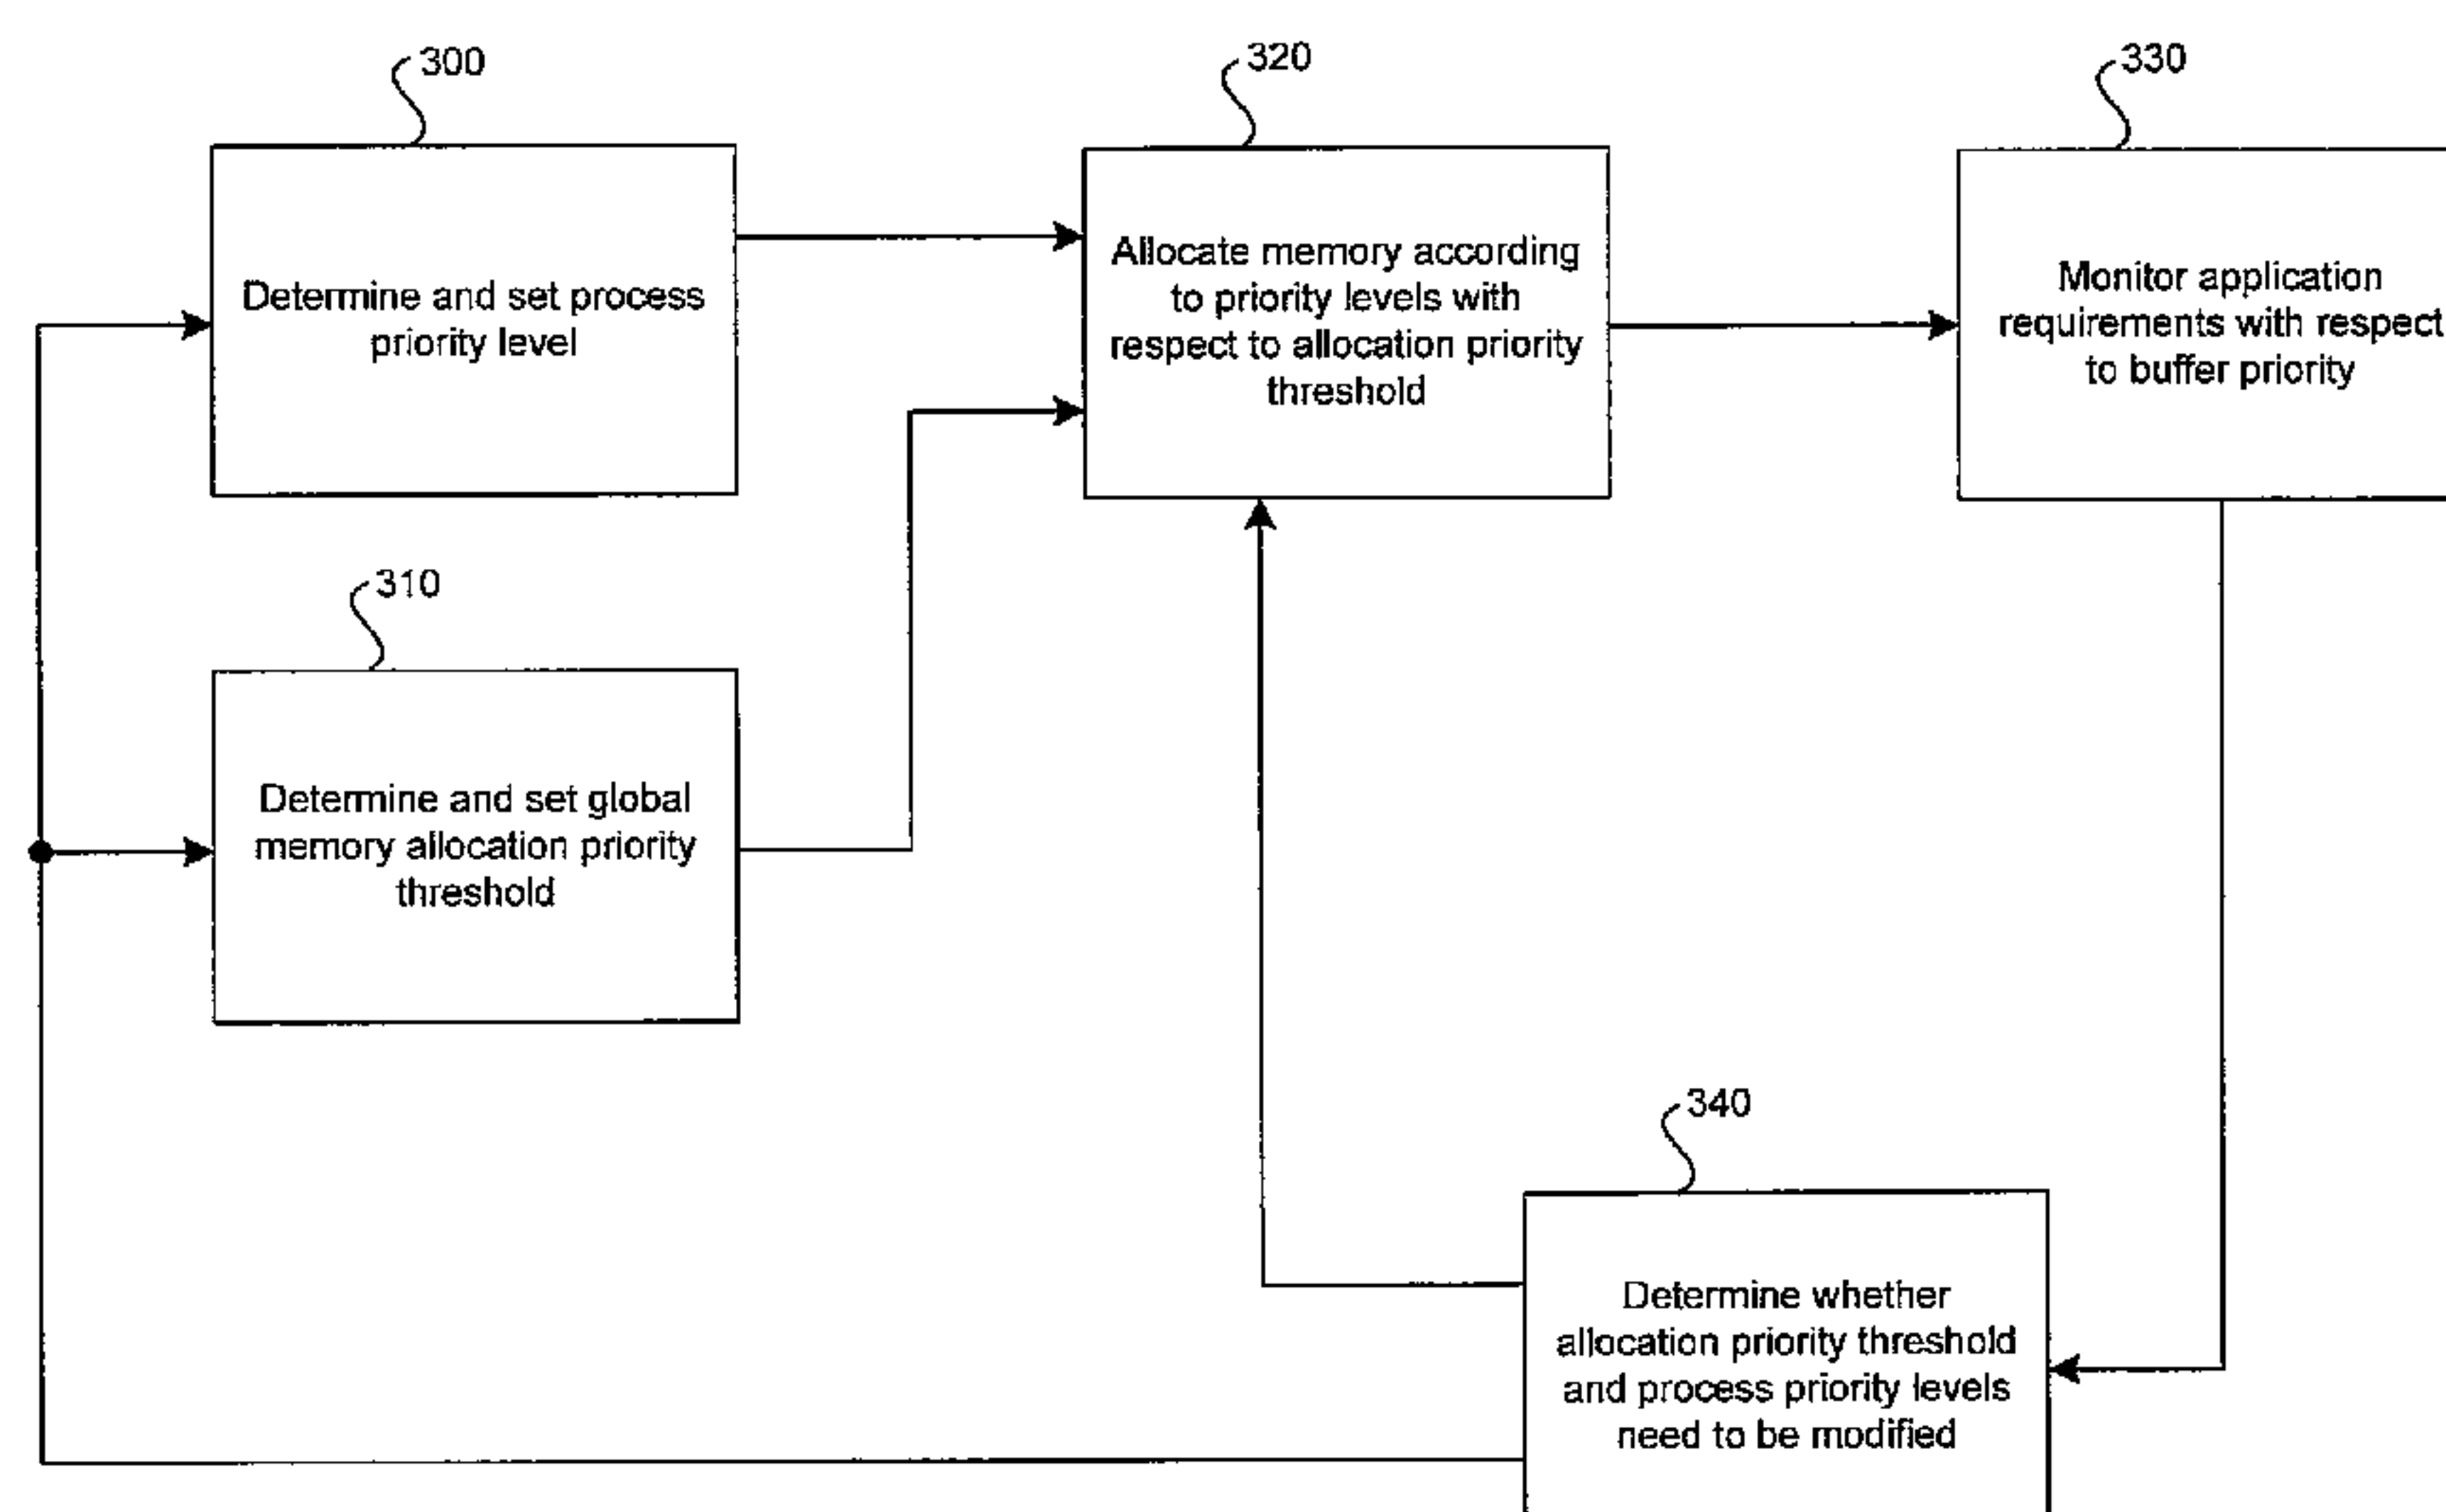 300
Determine and set process
priority level
310
Determine and set global
memory allocation priority
threshold
320
Allocate memory according
to priority levels with
respect to allocation priority
threshold
330
Monitor application
requirements with respect
to buffer priority
340
Determine whether
allocation priority threshold
and process priority levels
need to be modified